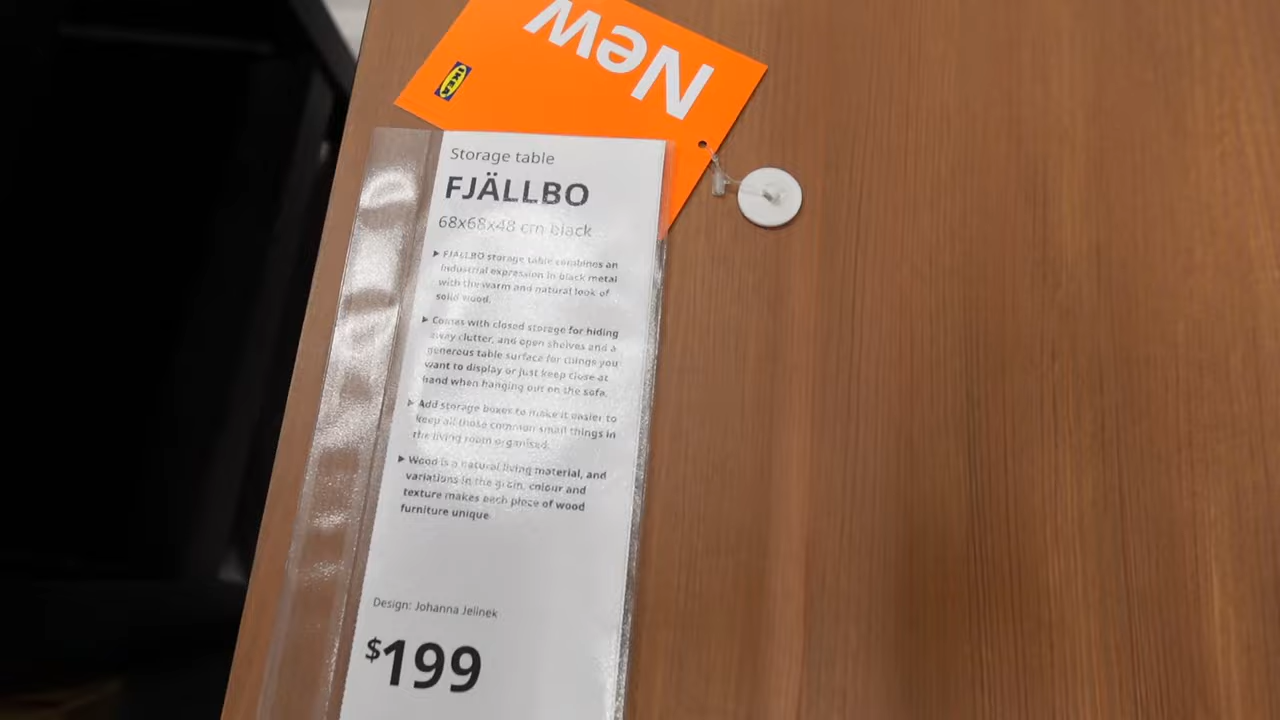 New
IKEA
Storage table
FJÄLLBO
68x68x48 cm black
▶ FJÄLLBO storage table combines an
industrial expression in black metal
with the warm and natural look of
solid wood.
▶ Comes with closed storage for hiding
away clutter, and open shelves and a
generous table surface for things you
want to display or just keep close at
hand when hanging out on the sofa.
▶ Add storage boxes to make it easier to
keep all those common small things in
the living room organised.
▶ Wood is a natural living material, and
variations in the grain, colour and
texture makes each piece of wood
furniture unique.
Design: Johanna Jelinek
$199